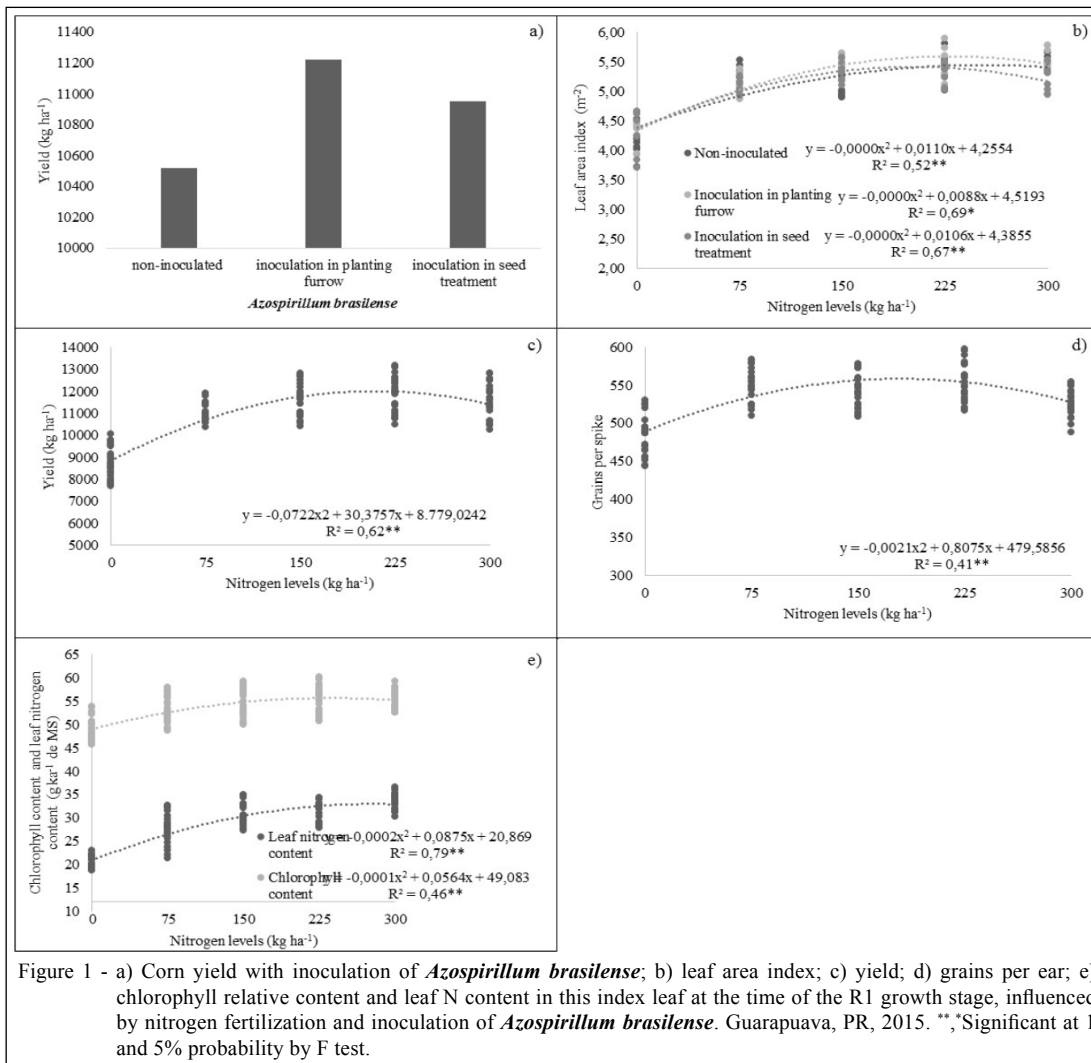 a)
Yield (kg ha-1)
11400
11200
11000
10800
10600
10400
10200
10000
non-inoculated
inoculation in planting
furrow
inoculation in seed
treatment
Azospirillum brasilense
b)
Leaf area index (m-2)
6,00
5,50
5,00
4,50
4,00
3,50
3,00
2,50
2,00
Non-inoculated y = -0,0000x2 + 0,0110x + 4,2554
R2 = 0,52**
Inoculation in planting y = -0,0000x2 + 0,0088x + 4,5193
furrow
R2 = 0,69*
Inoculation in seed y = -0,0000x2 + 0,0106x + 4,3855
treatment
R2 = 0,67**
0 75 150 225 300
Nitrogen levels (kg ha-1)
c)
Yield (kg ha-1)
14000
13000
12000
11000
10000
9000
8000
7000
6000
5000
y = -0,0722x2 + 30,3757x + 8.779,0242
R2 = 0,62**
0 75 150 225 300
Nitrogen levels (kg ha-1)
d)
Grains per spike
600
550
500
450
400
350
300
y = -0,0021x2 + 0,8075x + 479,5856
R2 = 0,41**
0 75 150 225 300
Nitrogen levels (kg ha-1)
e)
Chlorophyll content and leaf nitrogen
content (g ka-1 de MS)
65
60
55
50
45
40
35
30
25
20
15
10
Leaf nitrogen y = -0,0002x2 + 0,0875x + 20,869
content
R2 = 0,79**
Chlorophyll y = -0,0001x2 + 0,0564x + 49,083
content
R2 = 0,46**
0 75 150 225 300
Nitrogen levels (kg ha-1)
Figure 1 - a) Corn yield with inoculation of Azospirillum brasilense; b) leaf area index; c) yield; d) grains per ear; e)
chlorophyll relative content and leaf N content in this index leaf at the time of the R1 growth stage, influenced
by nitrogen fertilization and inoculation of Azospirillum brasilense. Guarapuava, PR, 2015. **,*Significant at 1
and 5% probability by F test.